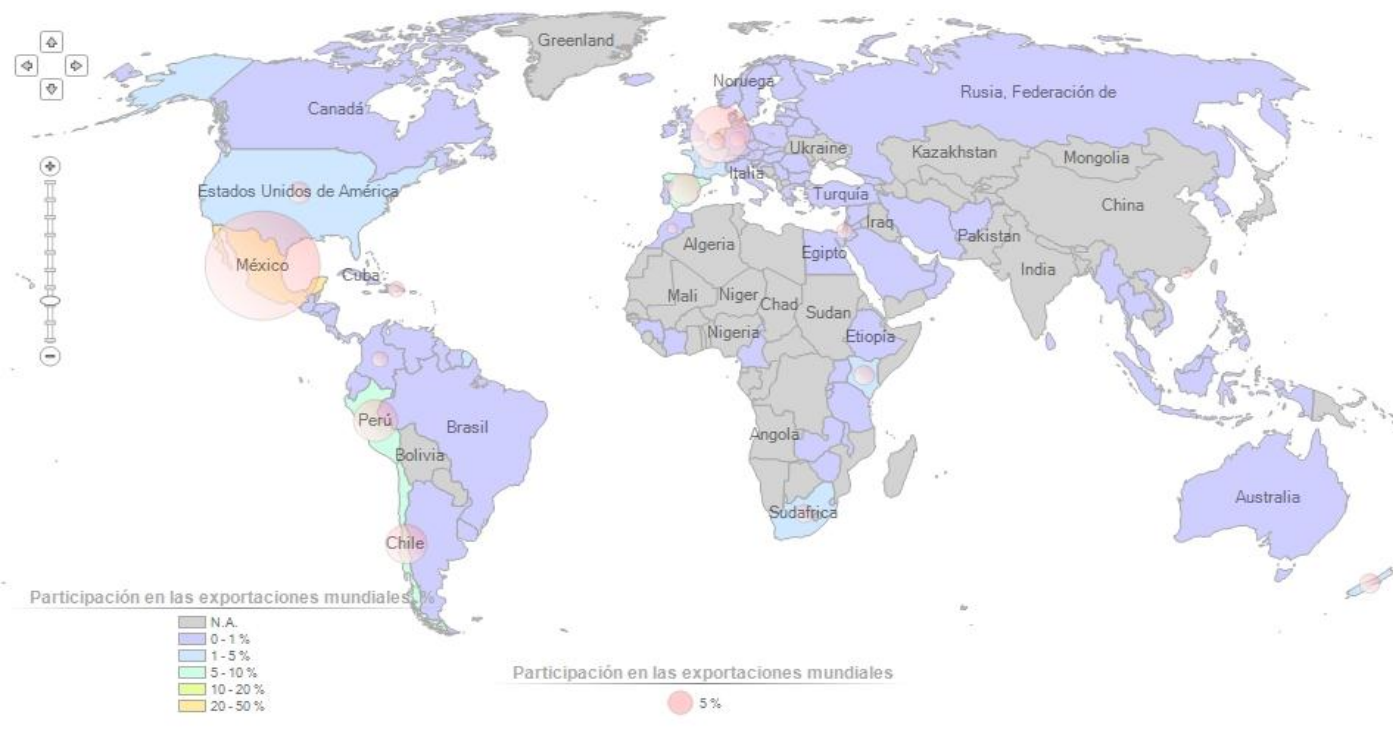 Greenland
Noruega
Canadá
Rusia, Federación de
Ukraine
Kazakhstan
Mongolia
Italia
Estados Unidos de América
Turquía
China
Iraq
Pakistan
Algeria
Egipto
México
Cuba
India
Mali
Niger
Chad
Sudan
Nigeria
Etiopía
Perú
Brasil
Angola
Bolivia
Australia
Sudafrica
Chile
Participación en las exportaciones mundiales, %
N.A.
0 - 1 %
1 - 5 %
5 - 10 %
10 - 20 %
20 - 50 %
Participación en las exportaciones mundiales
5 %